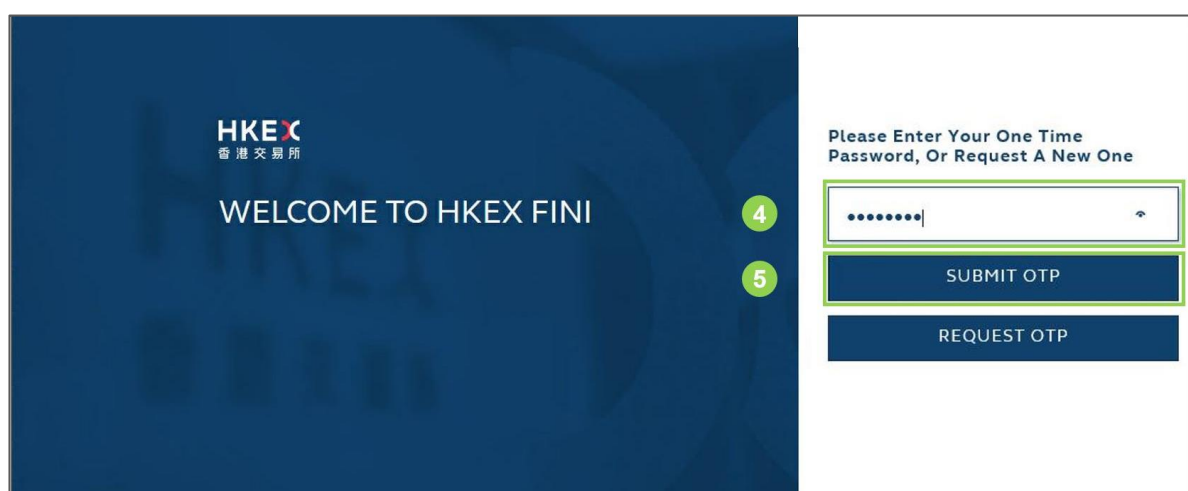 HKEX
香港交易所
WELCOME TO HKEX FINI
Please Enter Your One Time
Password, Or Request A New One
4
••••••••
5
SUBMIT OTP
REQUEST OTP